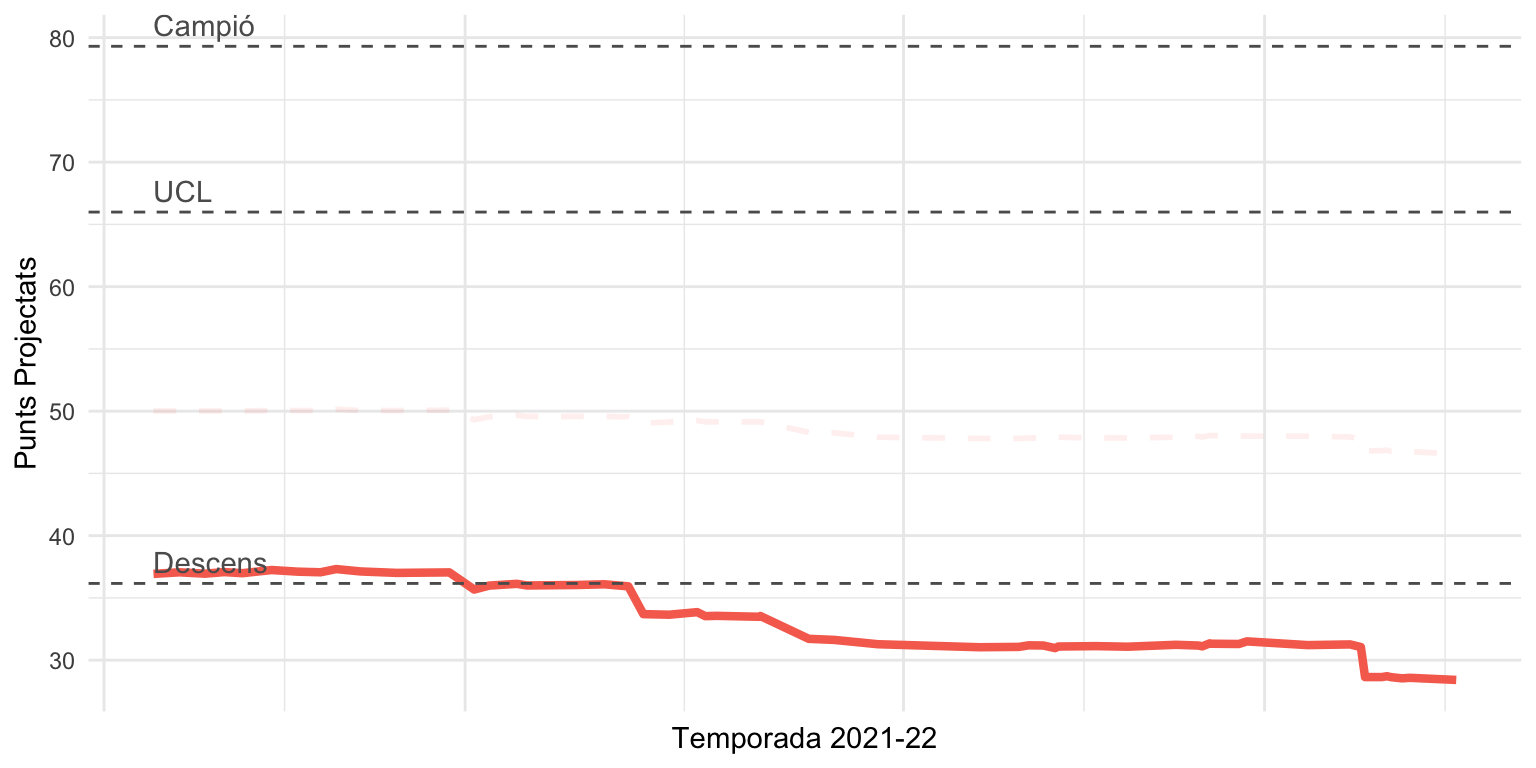 Campió
80
70
UCL
60
50
40
Descens
30
Punts Projectats
Temporada 2021-22